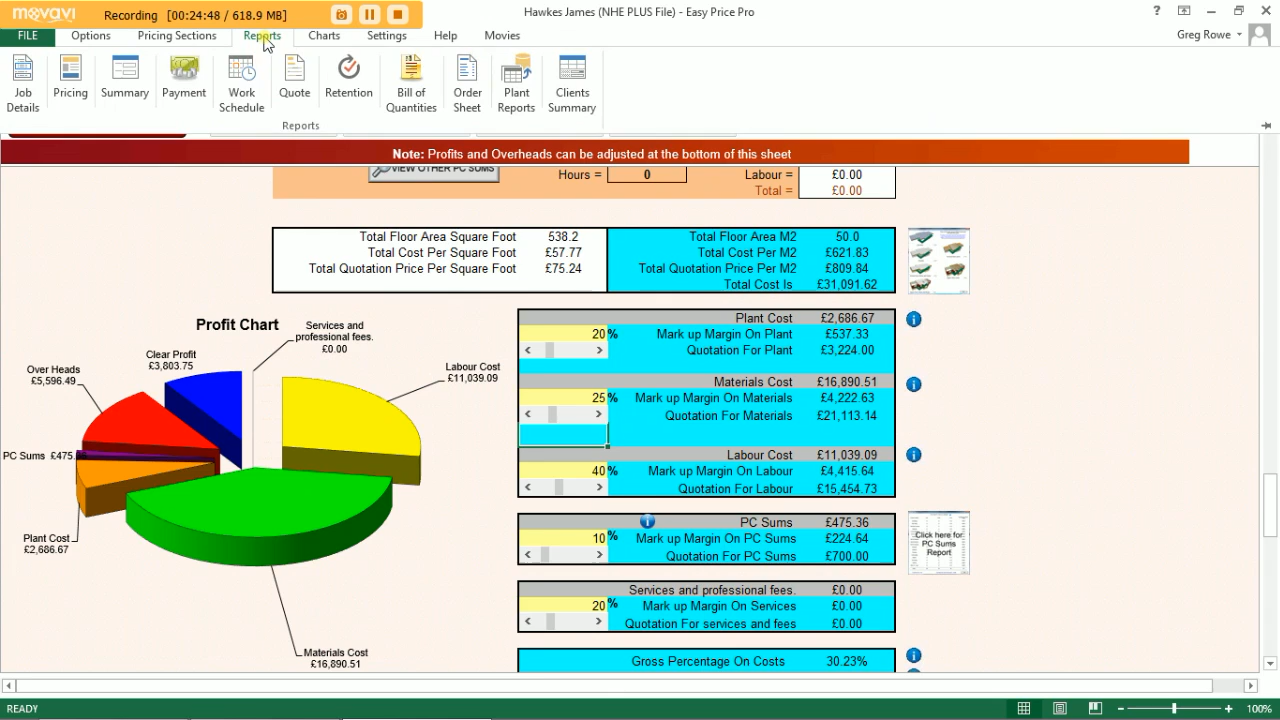 movavi Recording [00:24:48 / 618.9 MB]
Hawkes James (NHE PLUS File) - Easy Price Pro
?
FILE Options Pricing Sections Reports Charts Settings Help Movies Greg Rowe
Job Details
Pricing
Summary
Payment
Work Schedule
Quote
Retention
Bill of Quantities
Order Sheet
Plant Reports
Clients Summary
Reports
Note: Profits and Overheads can be adjusted at the bottom of this sheet
VIEW OTHER PC SUMS
Hours = 0 Labour = £0.00
Total = £0.00
Total Floor Area Square Foot 538.2
Total Cost Per Square Foot £57.77
Total Quotation Price Per Square Foot £75.24
Total Floor Area M2 50.0
Total Cost Per M2 £621.83
Total Quotation Price Per M2 £809.84
Total Cost Is £31,091.62
Profit Chart
Services and professional fees.
£0.00
Clear Profit
£3,803.75
Over Heads
£5,596.49
Labour Cost
£11,039.09
PC Sums £475.
Plant Cost
£2,686.67
Materials Cost
£16,890.51
Plant Cost £2,686.67
20 % Mark up Margin On Plant £537.33
Quotation For Plant £3,224.00
Materials Cost £16,890.51
25 % Mark up Margin On Materials £4,222.63
Quotation For Materials £21,113.14
Labour Cost £11,039.09
40 % Mark up Margin On Labour £4,415.64
Quotation For Labour £15,454.73
PC Sums £475.36
10 % Mark up Margin On PC Sums £224.64
Quotation For PC Sums £700.00
Click here for PC Sums Report
Services and professional fees. £0.00
20 % Mark up Margin On Services £0.00
Quotation For services and fees £0.00
Gross Percentage On Costs 30.23%
READY
100%